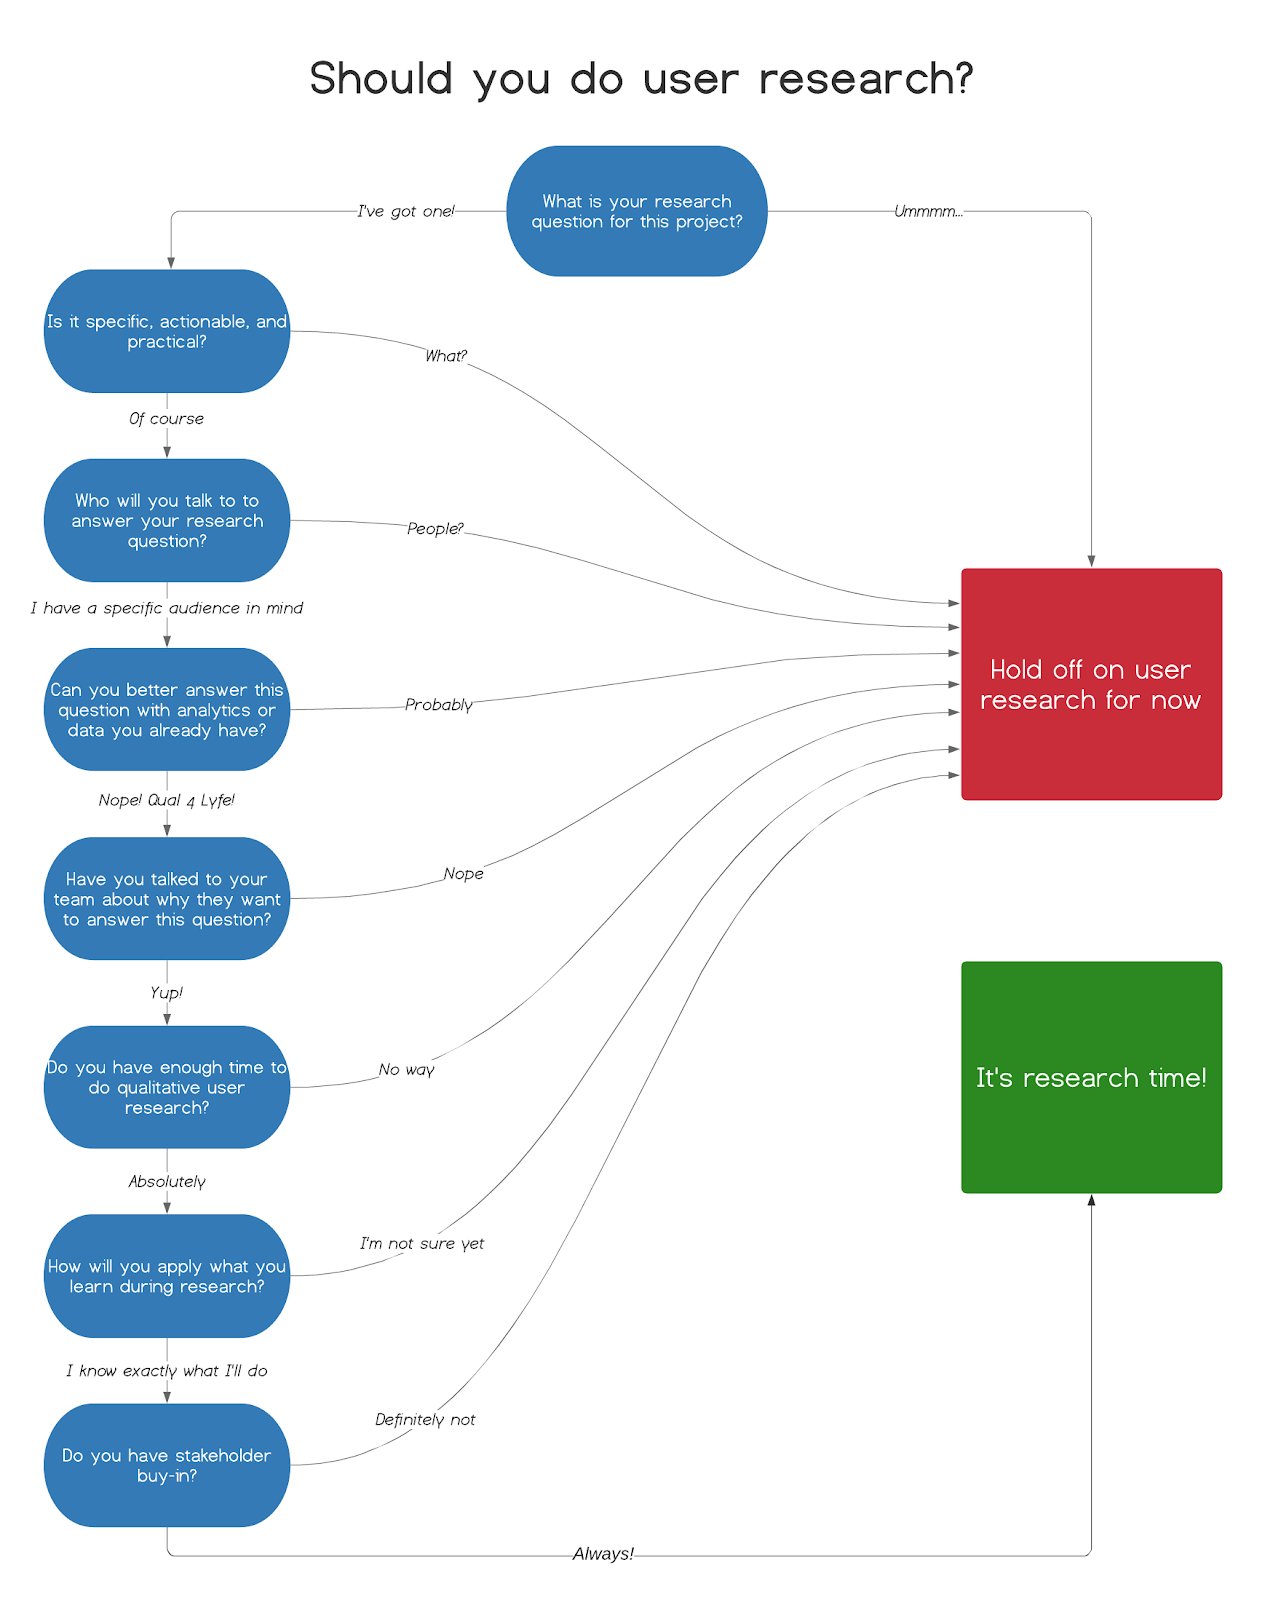 Should you do user research?
What is your research
question for this project?
I've got one!
Ummmm...
Is it specific, actionable, and
practical?
What?
Of course
Who will you talk to to
answer your research
question?
People?
I have a specific audience in mind
Can you better answer this
question with analytics or
data you already have?
Probably
Nope! Qual 4 Lyfe!
Have you talked to your
team about why they want
to answer this question?
Nope
Yup!
Do you have enough time to
do qualitative user
research?
No way
Absolutely
How will you apply what you
learn during research?
I'm not sure yet
I know exactly what I'll do
Do you have stakeholder
buy-in?
Definitely not
Always!
Hold off on user
research for now
It's research time!